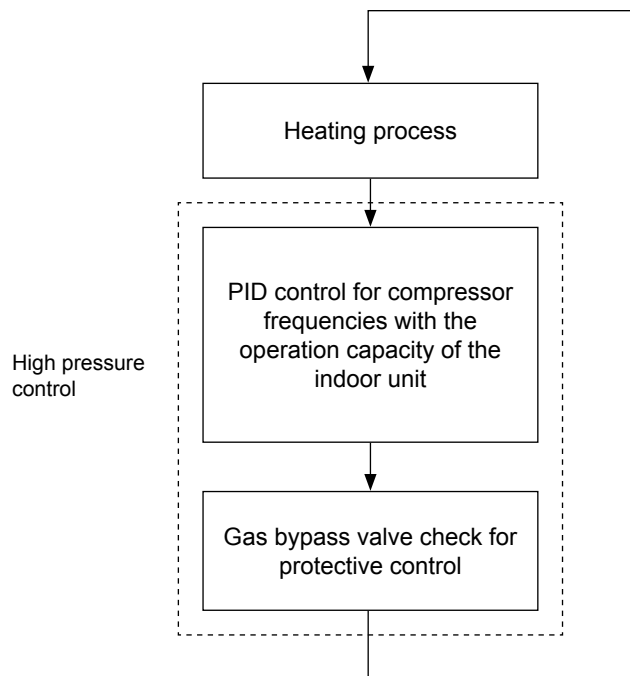 Heating process
PID control for compressor
frequencies with the
operation capacity of the
indoor unit
High pressure
control
Gas bypass valve check for
protective control